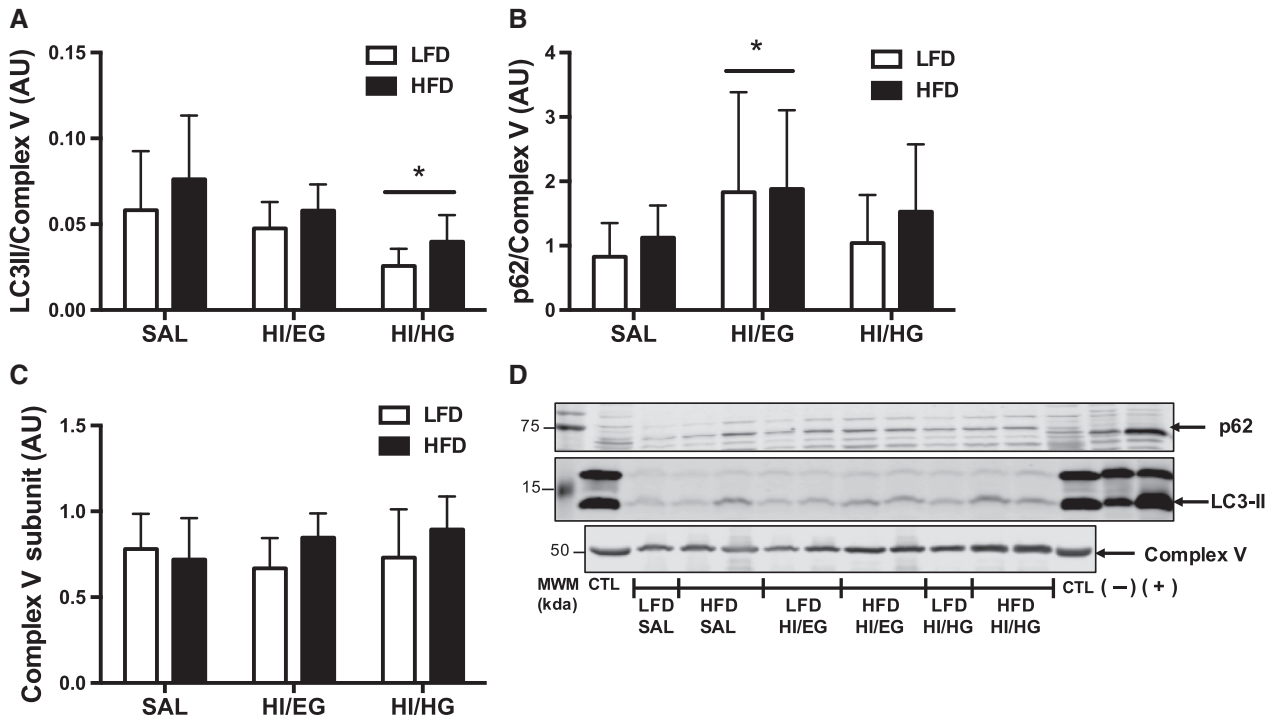 A
LC3II/Complex V (AU)
0.15
0.10
0.05
0.00
LFD
HFD
*
SAL HI/EG HI/HG
B
p62/Complex V (AU)
4
3
2
1
0
*
LFD
HFD
SAL HI/EG HI/HG
C
Complex V subunit (AU)
1.5
1.0
0.5
0.0
LFD
HFD
SAL HI/EG HI/HG
D
75
p62
15
LC3-II
50
Complex V
MWM
(kda)
CTL
LFD
SAL
HFD
SAL
LFD
HI/EG
HFD
HI/EG
LFD
HI/HG
HFD
HI/HG
CTL (—) (+)